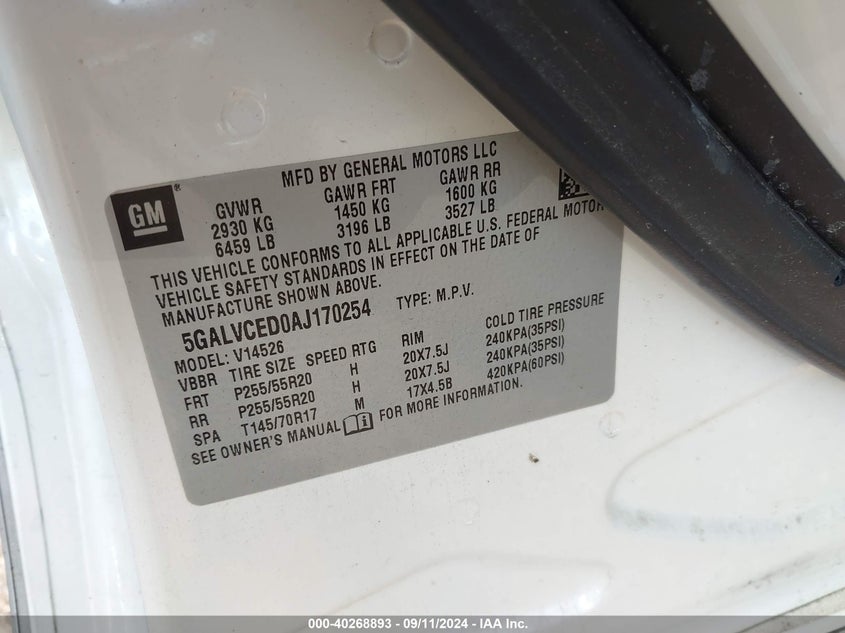 MFD BY GENERAL MOTORS LLC
GM®
GVWR GAWR FRT GAWR RR
2930 KG 1450 KG 1600 KG
6459 LB 3196 LB 3527 LB
THIS VEHICLE CONFORMS TO ALL APPLICABLE U.S. FEDERAL MOTOR
VEHICLE SAFETY STANDARDS IN EFFECT ON THE DATE OF
MANUFACTURE SHOWN ABOVE.
5GALVCED0AJ170254 TYPE: M.P.V.
MODEL: V14526
VBBR TIRE SIZE SPEED RTG RIM COLD TIRE PRESSURE
FRT P255/55R20 H 20X7.5J 240KPA(35PSI)
RR P255/55R20 H 20X7.5J 240KPA(35PSI)
SPA T145/70R17 M 17X4.5B 420KPA(60PSI)
SEE OWNER'S MANUAL FOR MORE INFORMATION.
000-40268893 / 09/11/2024 - IAA Inc.